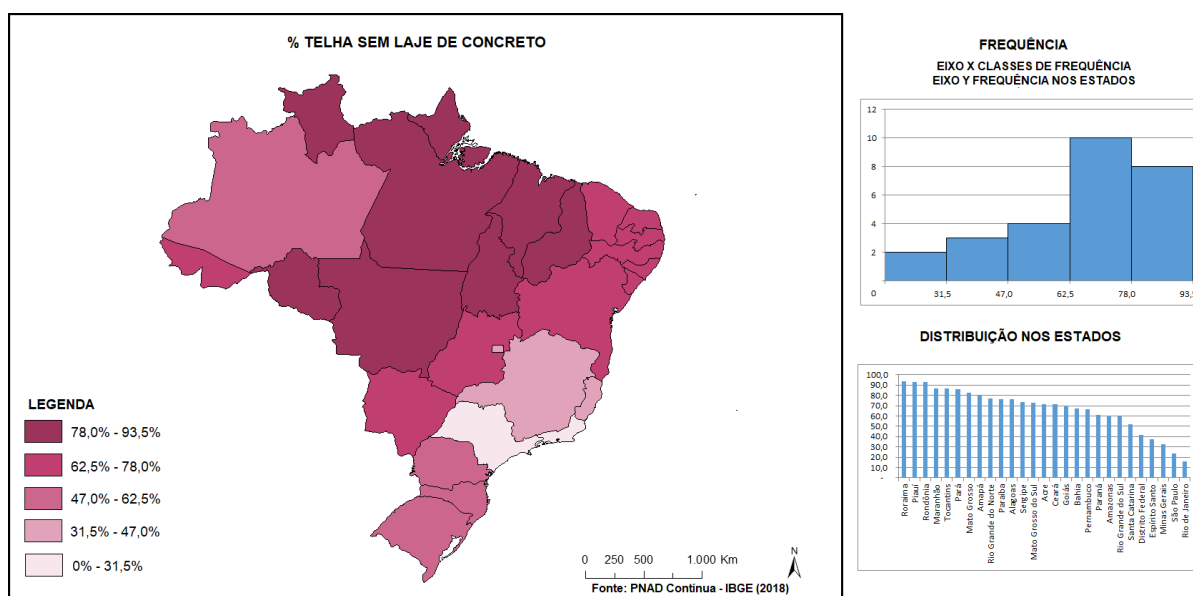 % TELHA SEM LAJE DE CONCRETO
LEGENDA
78,0% - 93,5%
62,5% - 78,0%
47,0% - 62,5%
31,5% - 47,0%
0% - 31,5%
0 250 500 1.000 Km
N
Fonte: PNAD Contínua - IBGE (2018)
FREQUÊNCIA
EIXO X CLASSES DE FREQUÊNCIA
EIXO Y FREQUÊNCIA NOS ESTADOS
12
10
8
6
4
2
0 31,5 47,0 62,5 78,0 93,5
DISTRIBUIÇÃO NOS ESTADOS
100,0
90,0
80,0
70,0
60,0
50,0
40,0
30,0
20,0
10,0
-
Roraima
Piauí
Rondônia
Maranhão
Tocantins
Pará
Mato Grosso
Amapá
Rio Grande do Norte
Paraíba
Alagoas
Sergipe
Mato Grosso do Sul
Acre
Ceará
Goiás
Bahia
Pernambuco
Paraná
Amazonas
Rio Grande do Sul
Santa Catarina
Distrito Federal
Espírito Santo
Minas Gerais
São Paulo
Rio de Janeiro